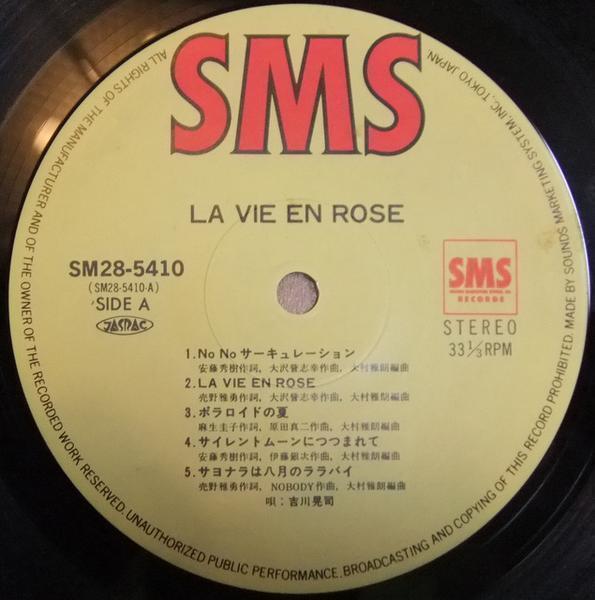 SMS
LA VIE EN ROSE
SM28-5410
(SM28-5410-A)
SIDE A
JASRAC
SMS
RECORDS
STEREO
33 1/3 RPM
1. No No サーキュレーション
安藤秀樹作詞, 大沢誉志幸作曲, 大村雅朗編曲
2. LA VIE EN ROSE
売野雅勇作詞, 大沢誉志幸作曲, 大村雅朗編曲
3. ポラロイドの夏
麻生圭子作詞, 原田真二作曲, 大村雅朗編曲
4. サイレントムーンにつつまれて
安藤秀樹作詞, 伊藤銀次作曲, 大村雅朗編曲
5. サヨナラは八月のララバイ
売野雅勇作詞, NOBODY作曲, 大村雅朗編曲
唄：吉川晃司
ALL RIGHTS OF THE MANUFACTURER AND OF THE OWNER OF THE RECORDED WORK RESERVED. UNAUTHORIZED PUBLIC PERFORMANCE, BROADCASTING AND COPYING OF THIS RECORD PROHIBITED. MADE BY SOUNDS MARKETING SYSTEM, INC., TOKYO JAPAN